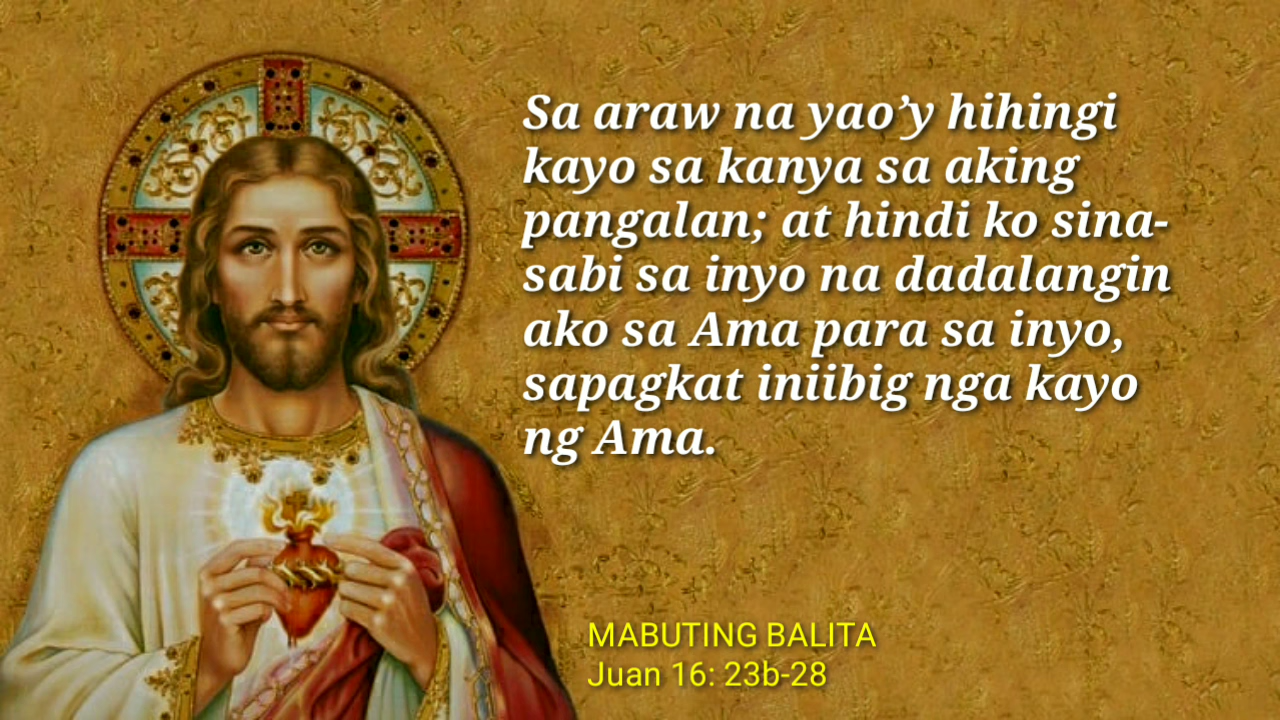 Sa araw na yao’y hihingi
kayo sa kanya sa aking
pangalan; at hindi ko sina-
sabi sa inyo na dadalangin
ako sa Ama para sa inyo,
sapagkat iniibig nga kayo
ng Ama.
MABUTING BALITA
Juan 16: 23b-28